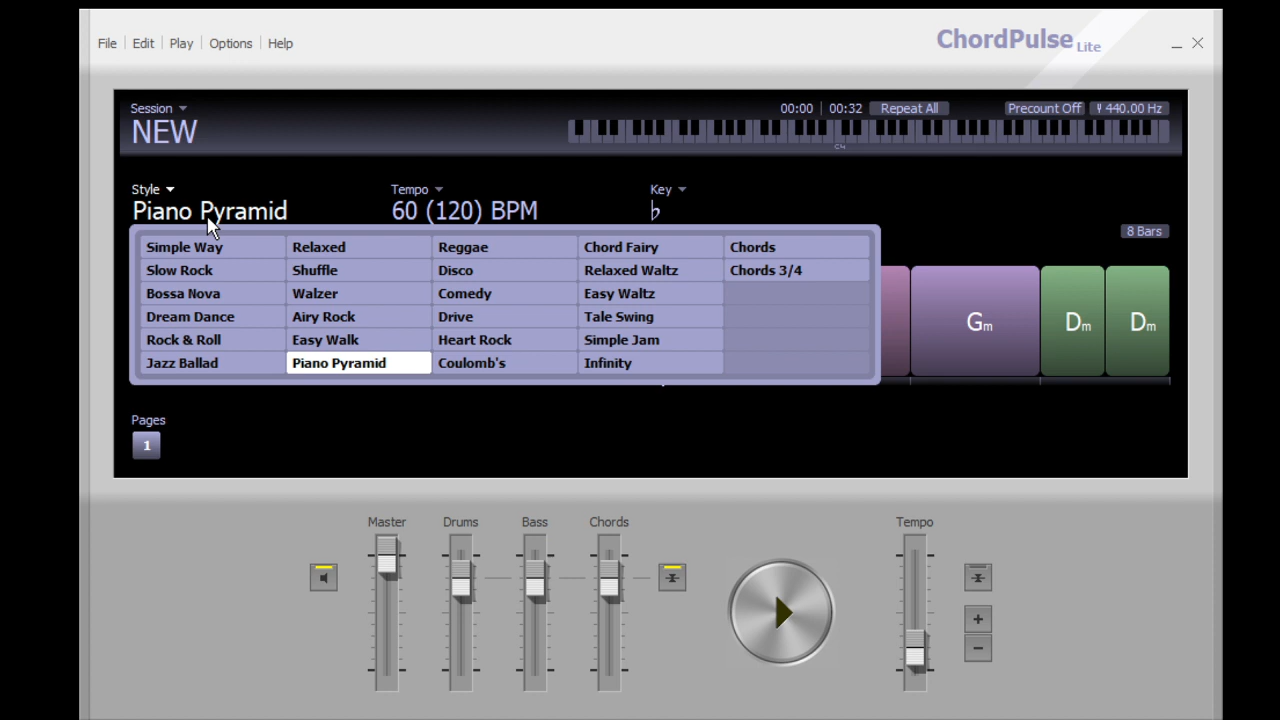 File Edit Play Options Help
ChordPulse Lite
Session
NEW
00:00 00:32 Repeat All Precount Off 440.00 Hz
C4
Style
Piano Pyramid
Tempo
60 (120) BPM
Key
♭
8 Bars
Simple Way Relaxed Reggae Chord Fairy Chords
Slow Rock Shuffle Disco Relaxed Waltz Chords 3/4
Bossa Nova Walzer Comedy Easy Waltz
Dream Dance Airy Rock Drive Tale Swing
Rock & Roll Easy Walk Heart Rock Simple Jam
Jazz Ballad Piano Pyramid Coulomb's Infinity
Gm Dm Dm
Pages
1
Master Drums Bass Chords Tempo
+
−